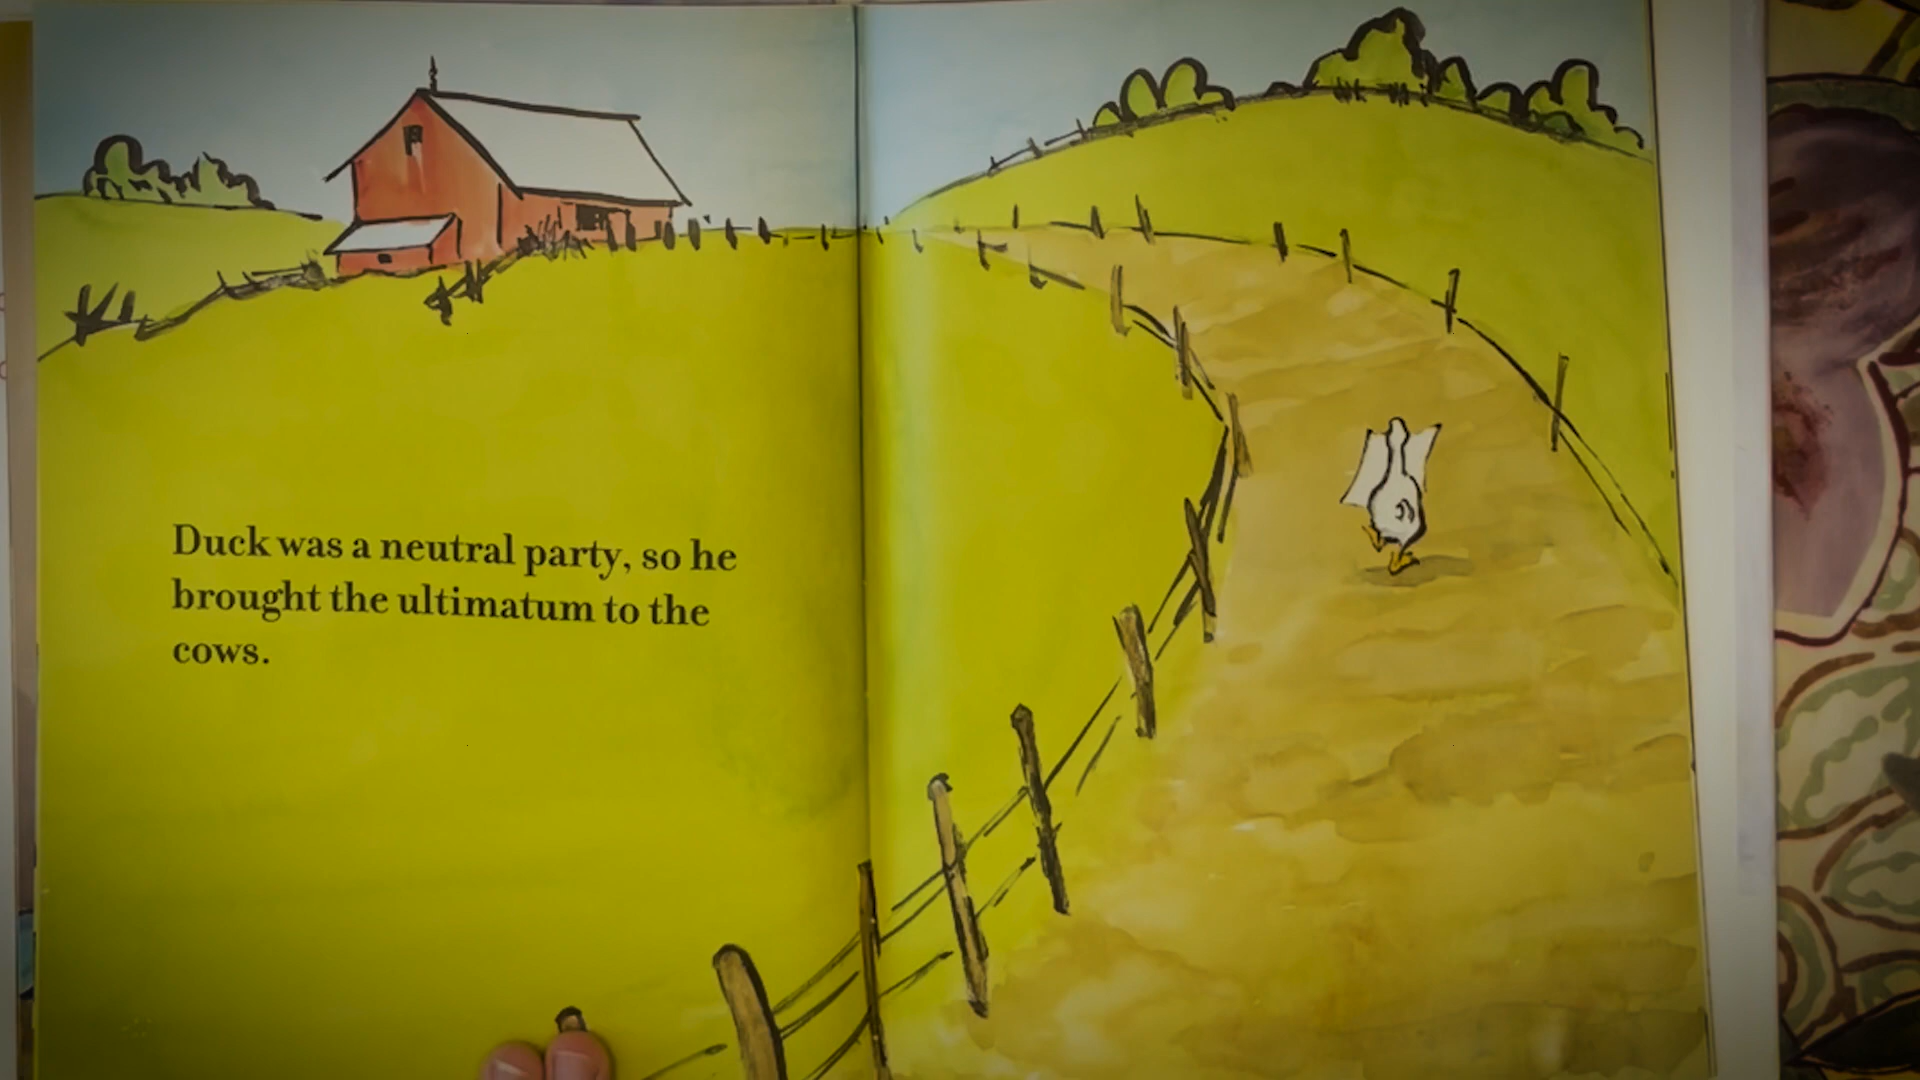 Duck was a neutral party, so he
brought the ultimatum to the
cows.